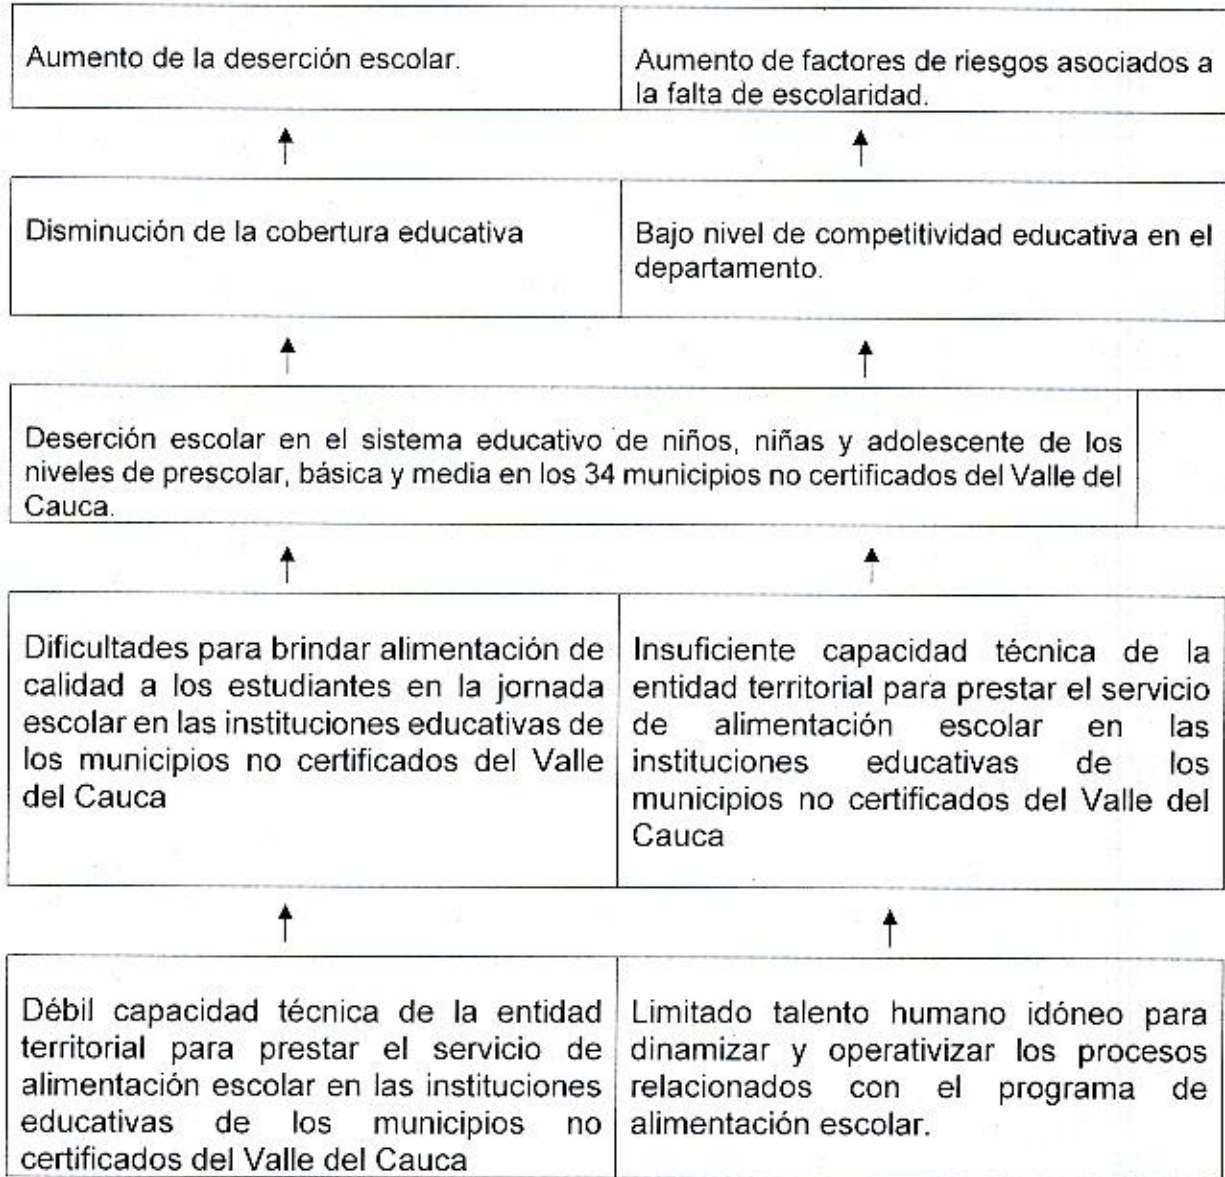 Aumento de la deserción escolar.
Aumento de factores de riesgos asociados a
la falta de escolaridad.
Disminución de la cobertura educativa
Bajo nivel de competitividad educativa en el
departamento.
Deserción escolar en el sistema educativo de niños, niñas y adolescente de los
niveles de prescolar, básica y media en los 34 municipios no certificados del Valle del
Cauca.
Dificultades para brindar alimentación de
calidad a los estudiantes en la jornada
escolar en las instituciones educativas de
los municipios no certificados del Valle
del Cauca
Insuficiente capacidad técnica de la
entidad territorial para prestar el servicio
de alimentación escolar en las
instituciones educativas de los
municipios no certificados del Valle del
Cauca
Débil capacidad técnica de la entidad
territorial para prestar el servicio de
alimentación escolar en las instituciones
educativas de los municipios no
certificados del Valle del Cauca
Limitado talento humano idóneo para
dinamizar y operativizar los procesos
relacionados con el programa de
alimentación escolar.